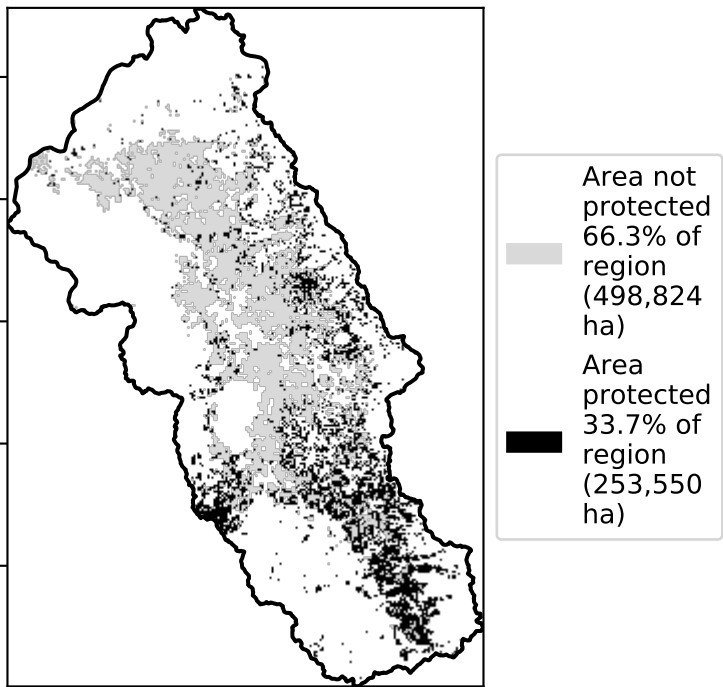 Area not
protected
66.3% of
region
(498,824
ha)
Area
protected
33.7% of
region
(253,550
ha)